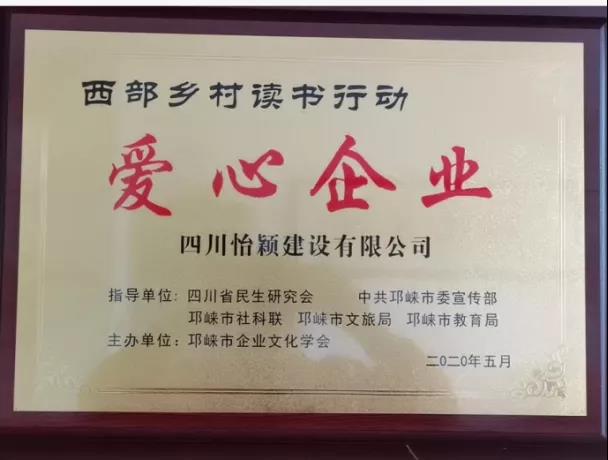 西部乡村读书行动
爱心企业
四川怡颖建设有限公司
指导单位：四川省民生研究会 中共邛崃市委宣传部
邛崃市社科联 邛崃市文旅局 邛崃市教育局
主办单位：邛崃市企业文化学会
二〇二〇年五月